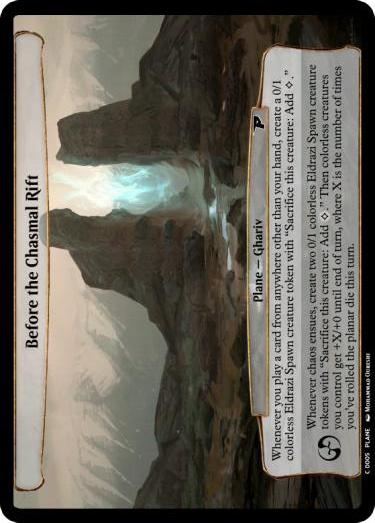 Before the Chasmal Rift
Plane — Ghariv
Whenever you play a card from anywhere other than your hand, create a 0/1
colorless Eldrazi Spawn creature token with “Sacrifice this creature: Add ◇.”
Whenever chaos ensues, create two 0/1 colorless Eldrazi Spawn creature
tokens with “Sacrifice this creature: Add ◇.” Then colorless creatures
you control get +X/+0 until end of turn, where X is the number of times
you’ve rolled the planar die this turn.
C D005 PLANE Mohammad Qureshi